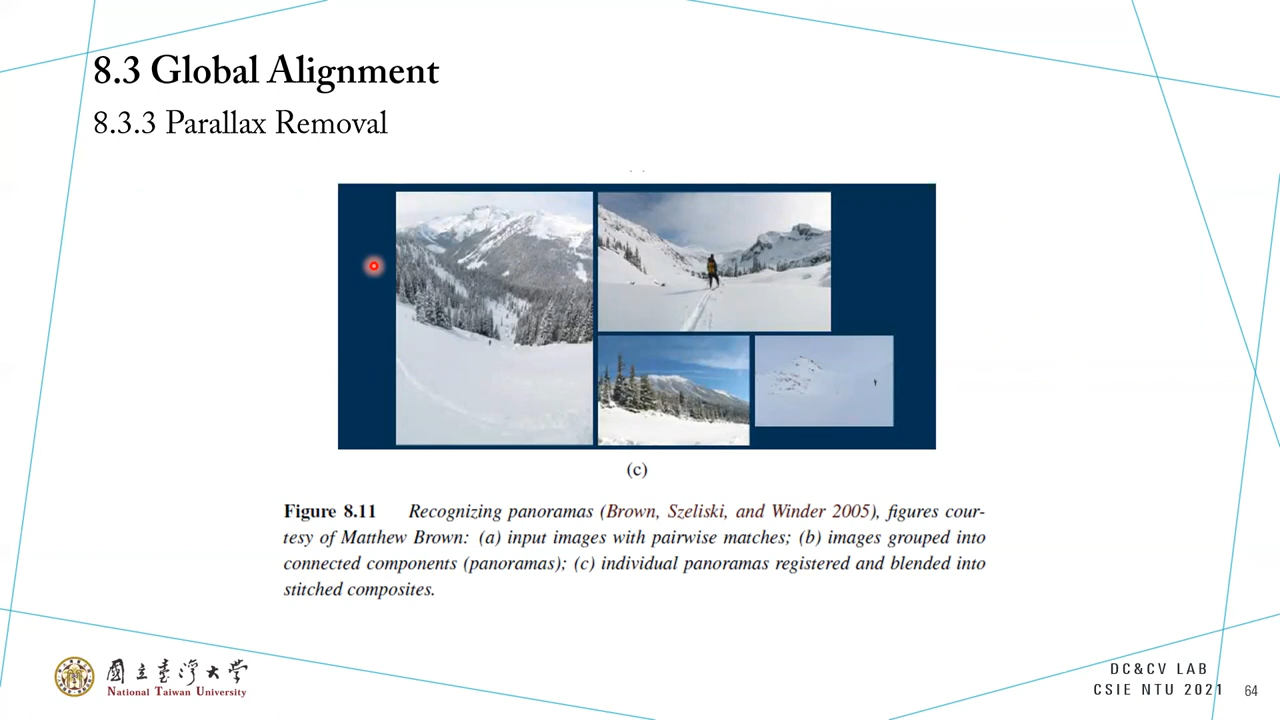 8.3 Global Alignment
8.3.3 Parallax Removal
(c)
Figure 8.11 Recognizing panoramas (Brown, Szeliski, and Winder 2005), figures cour-
tesy of Matthew Brown: (a) input images with pairwise matches; (b) images grouped into
connected components (panoramas); (c) individual panoramas registered and blended into
stitched composites.
國立臺灣大學
National Taiwan University
DC&CV LAB
CSIE NTU 2021
64